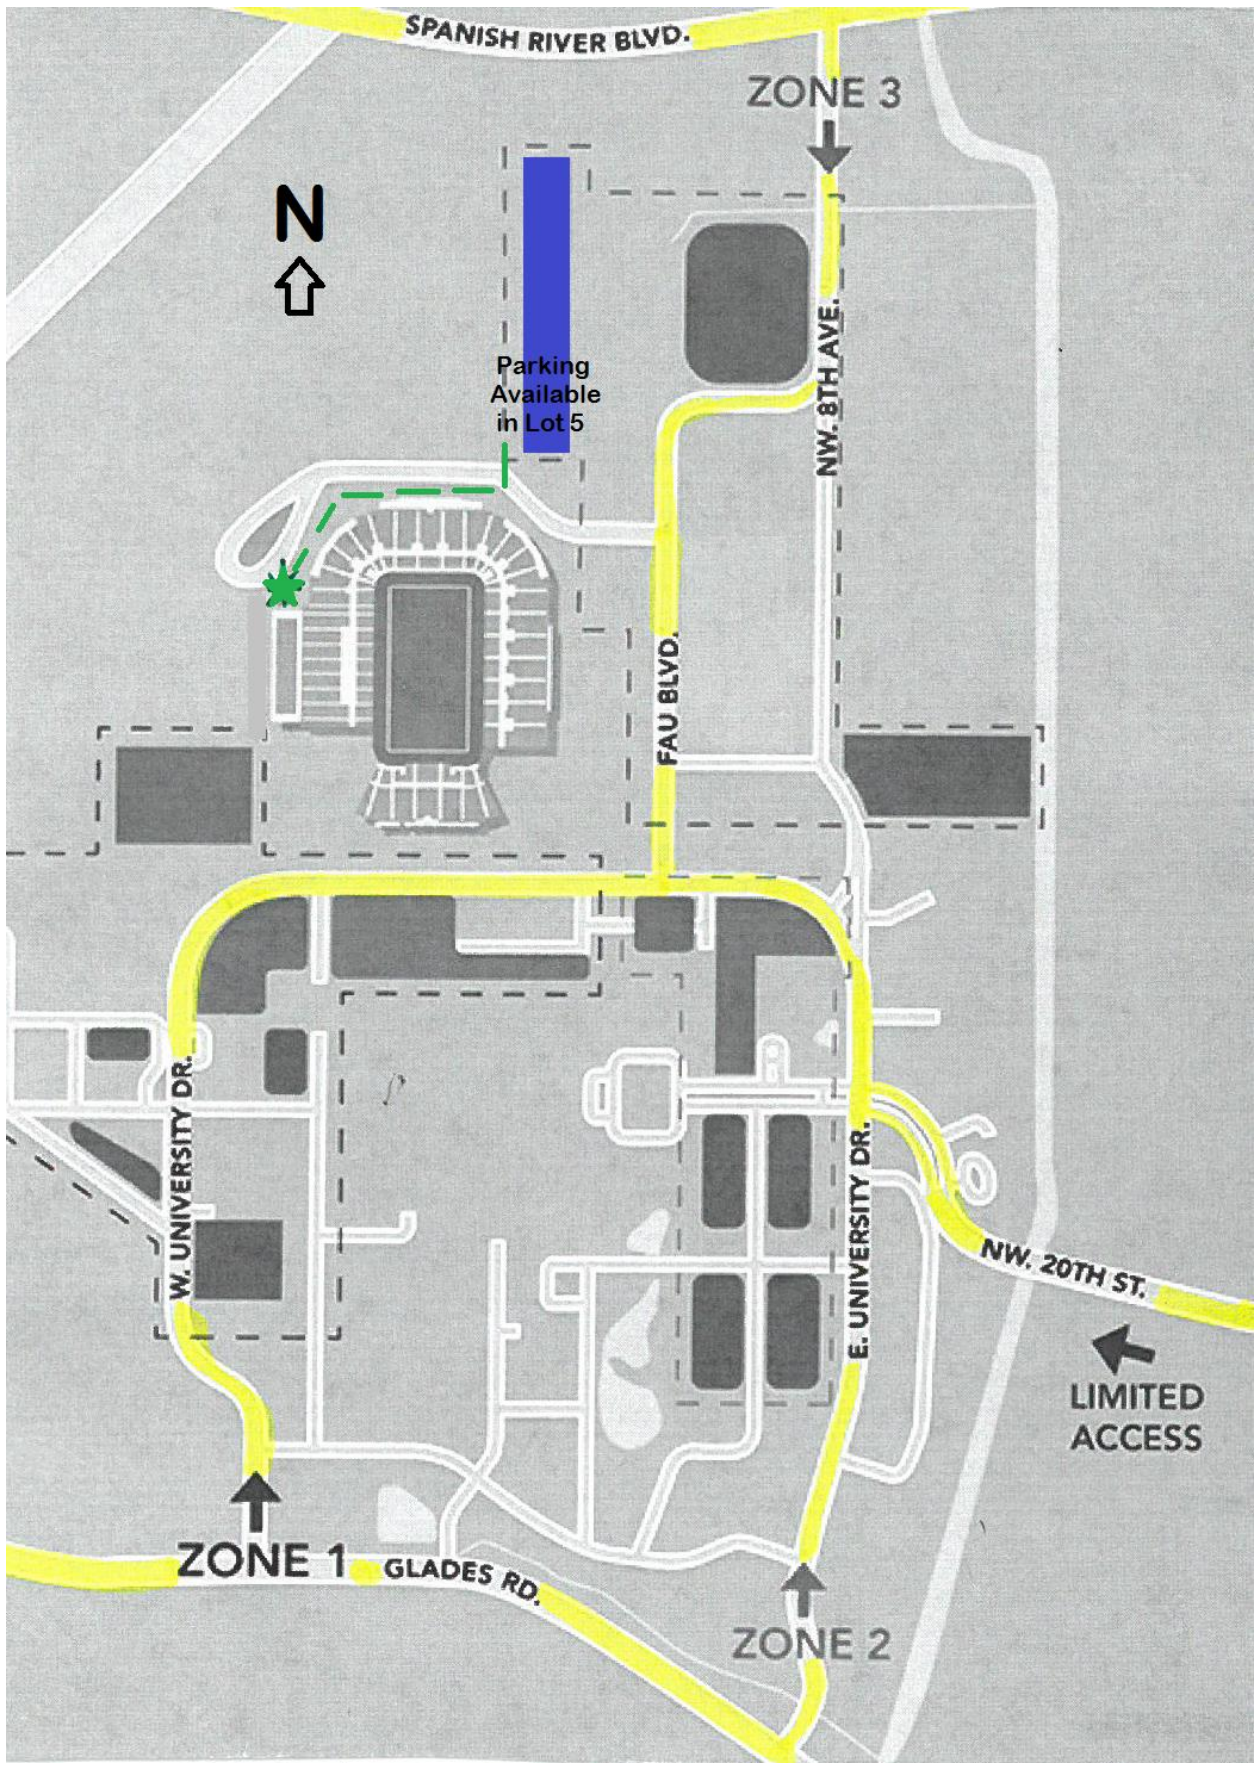 SPANISH RIVER BLVD.
ZONE 3
N
Parking
Available
in Lot 5
NW. 8TH AVE.
FAU BLVD.
W. UNIVERSITY DR.
E. UNIVERSITY DR.
NW. 20TH ST.
LIMITED
ACCESS
ZONE 1
GLADES RD.
ZONE 2